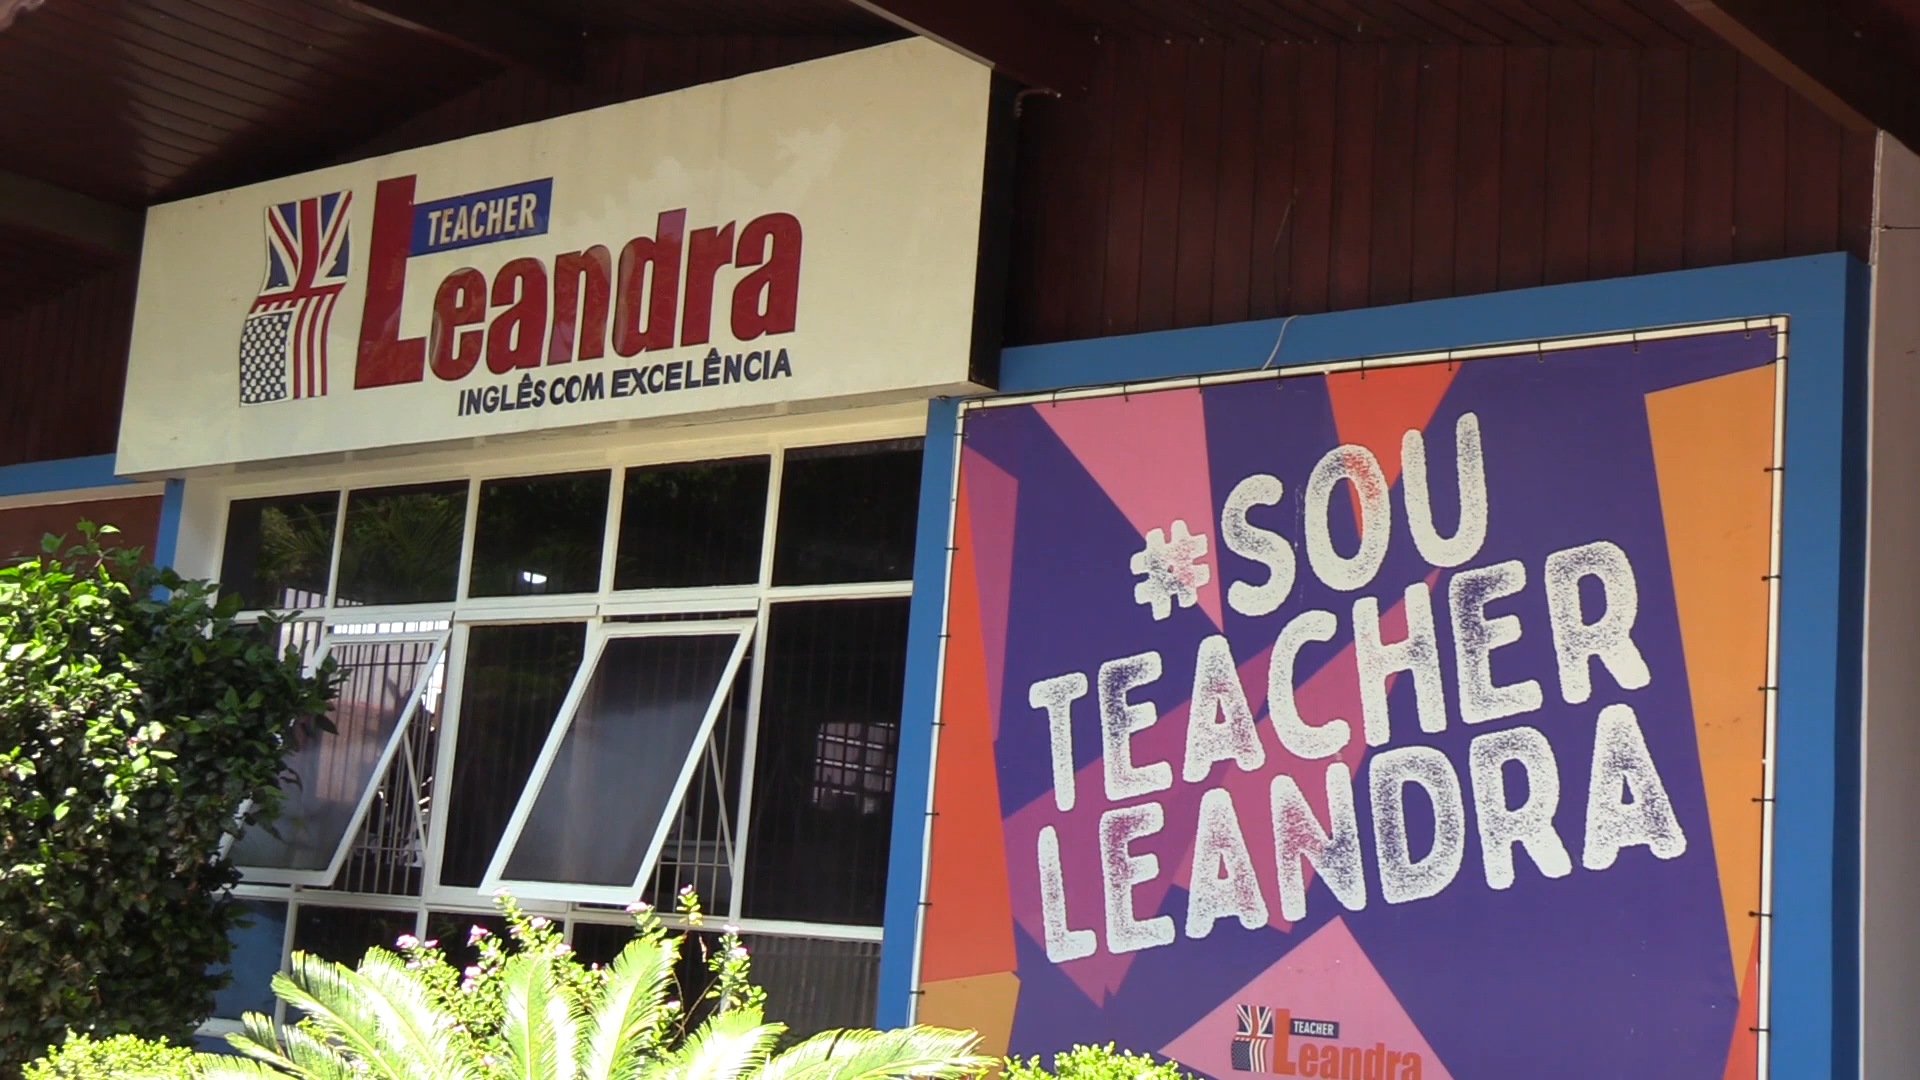 TEACHER
Leandra
INGLÊS COM EXCELÊNCIA
#SOU
TEACHER
LEANDRA
TEACHER
Leandra